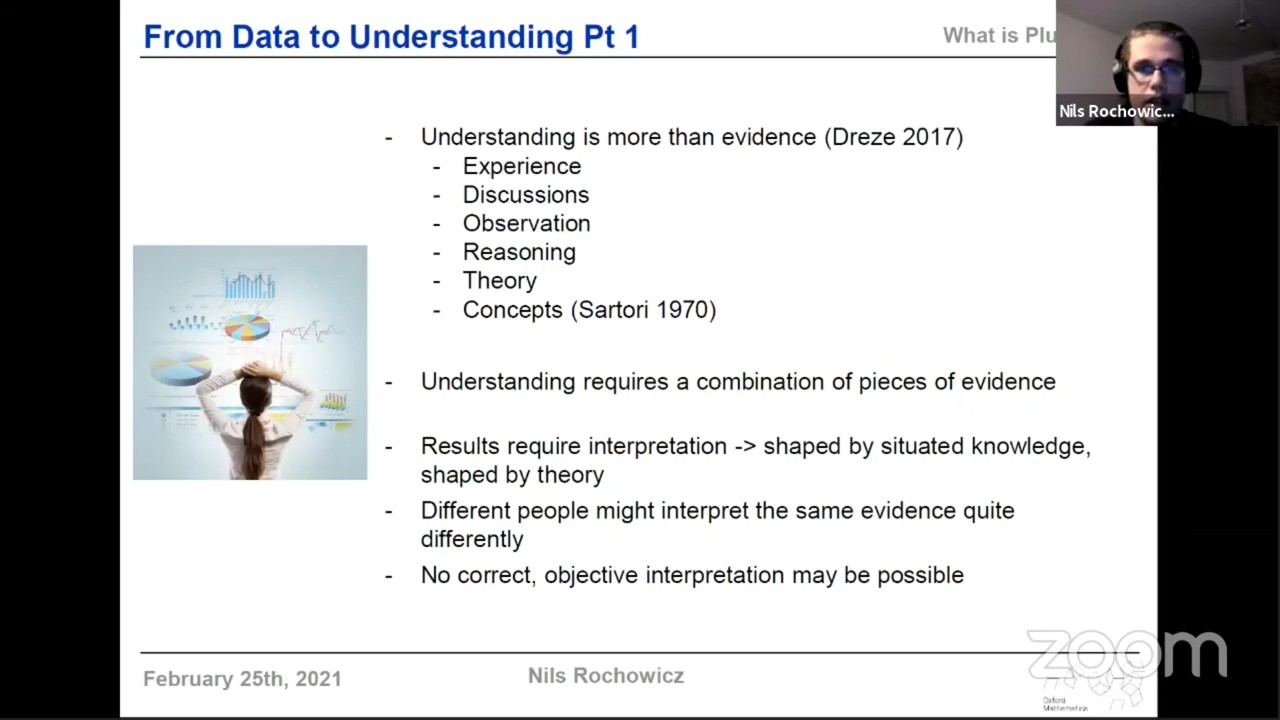 From Data to Understanding Pt 1
What is Plu
Nils Rochowic...
- Understanding is more than evidence (Dreze 2017)
- Experience
- Discussions
- Observation
- Reasoning
- Theory
- Concepts (Sartori 1970)
- Understanding requires a combination of pieces of evidence
- Results require interpretation -> shaped by situated knowledge,
shaped by theory
- Different people might interpret the same evidence quite
differently
- No correct, objective interpretation may be possible
zoom
February 25th, 2021
Nils Rochowicz
Oxford
Mathematics